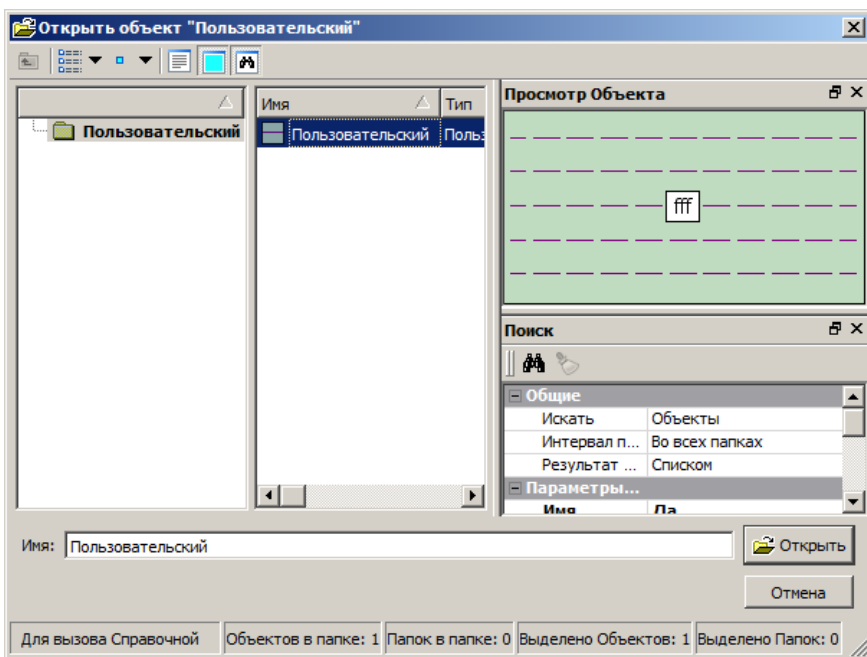 Открыть объект "Пользовательский"
Имя
Тип
Пользовательский
Пользовательский
Поль
Просмотр Объекта
fff
Поиск
Общие
Искать Объекты
Интервал п... Во всех папках
Результат ... Списком
Параметры...
Имя Да
Имя: Пользовательский
Открыть
Отмена
Для вызова Справочной
Объектов в папке: 1
Папок в папке: 0
Выделено Объектов: 1
Выделено Папок: 0